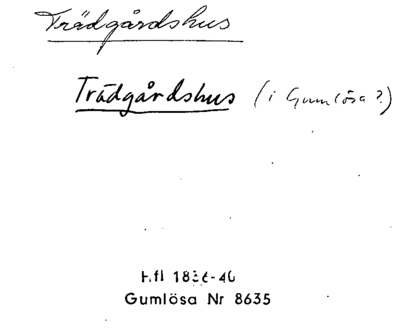 Trädgårdshus
Trädgårdshus (i Gumlösa?)
Hfl 1836-40
Gumlösa Nr 8635